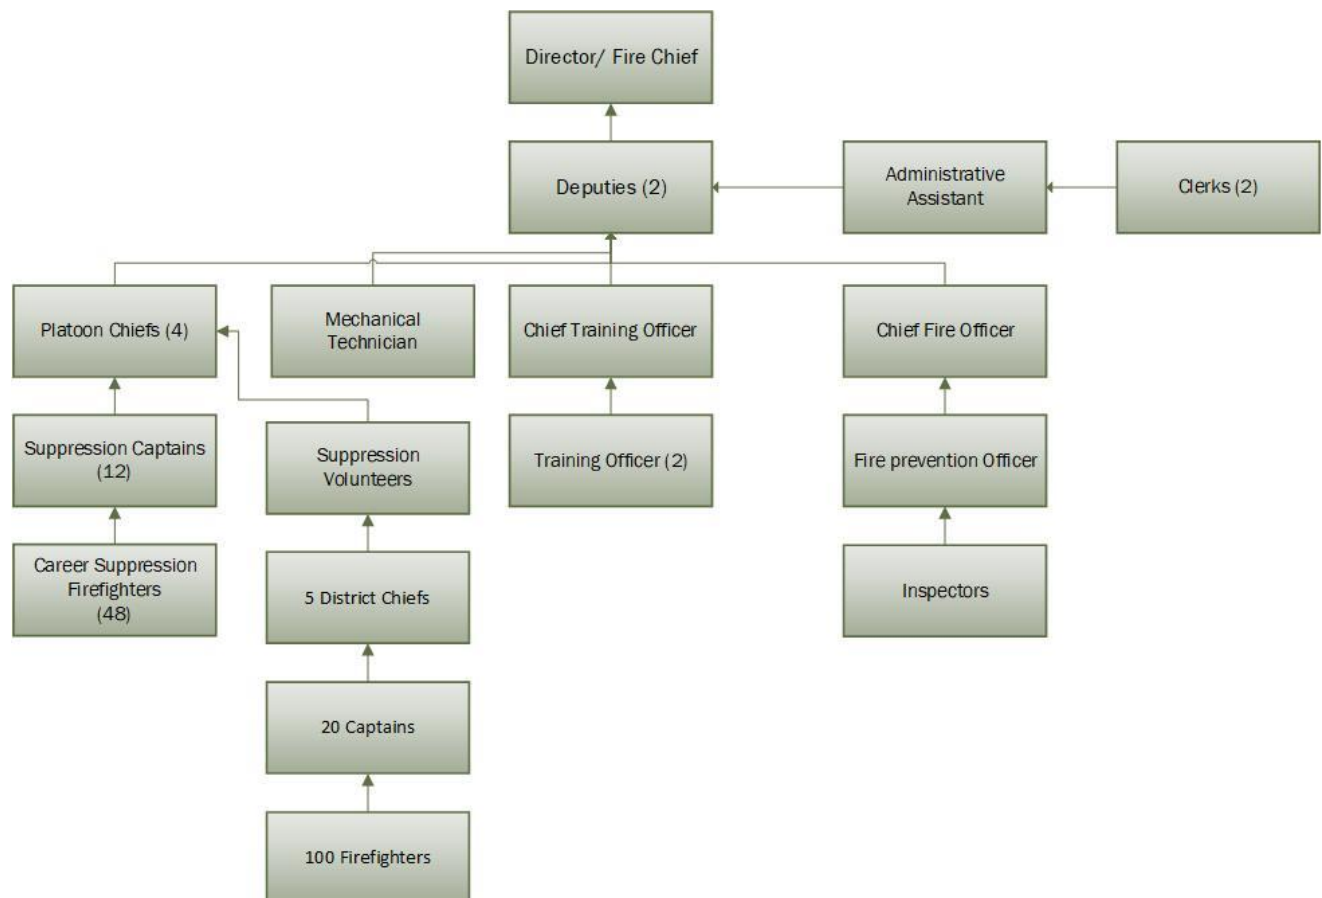 Director/ Fire Chief
Deputies (2)
Administrative
Assistant
Clerks (2)
Platoon Chiefs (4)
Mechanical
Technician
Chief Training Officer
Chief Fire Officer
Suppression Captains
(12)
Suppression
Volunteers
Training Officer (2)
Fire prevention Officer
Career Suppression
Firefighters
(48)
5 District Chiefs
Inspectors
20 Captains
100 Firefighters